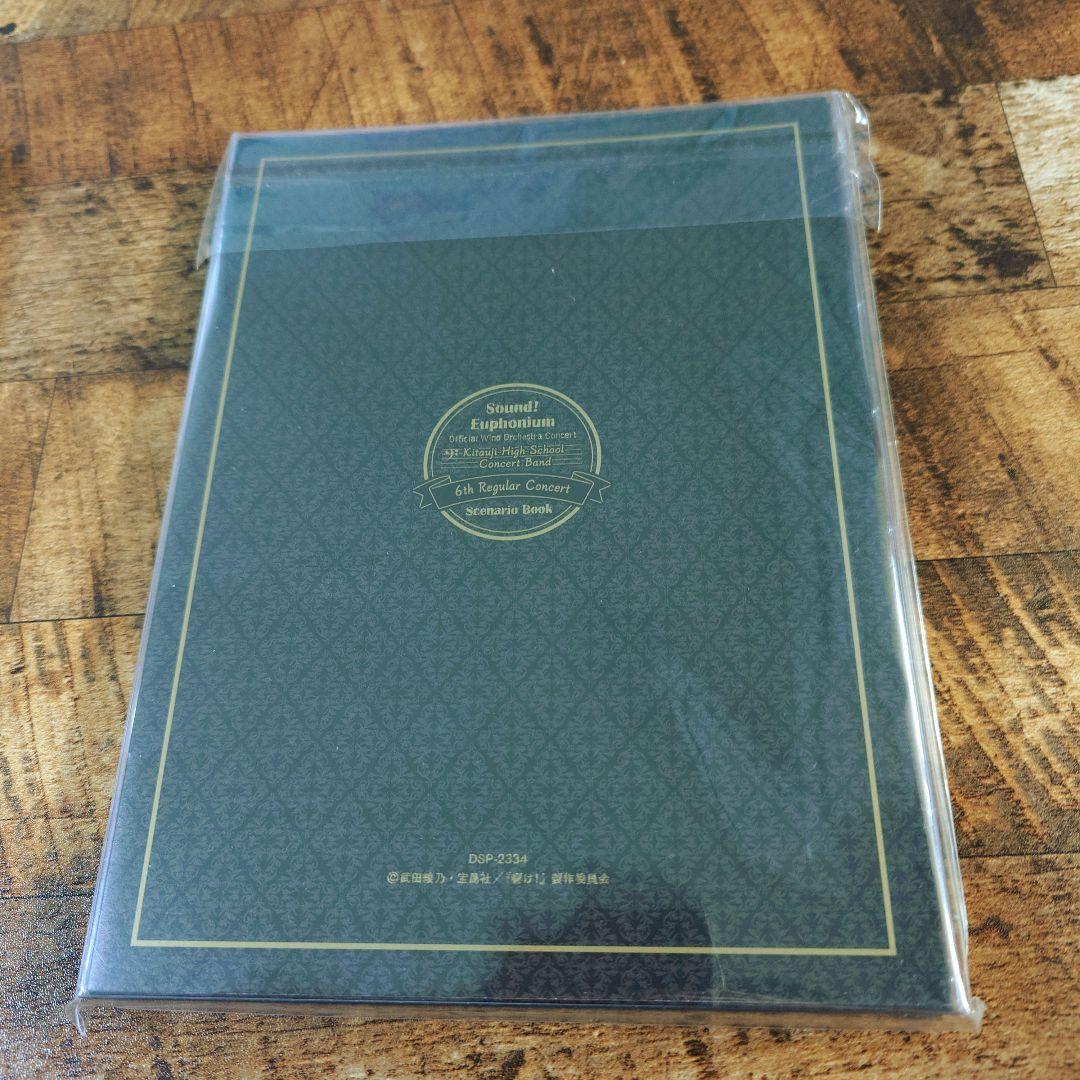 Sound!
Euphonium
Official Wind Orchestra Concert
Kitauji High School
Concert Band
6th Regular Concert
Scenario Book
DSP-2334
©武田綾乃・宝島社／『響け!』製作委員会